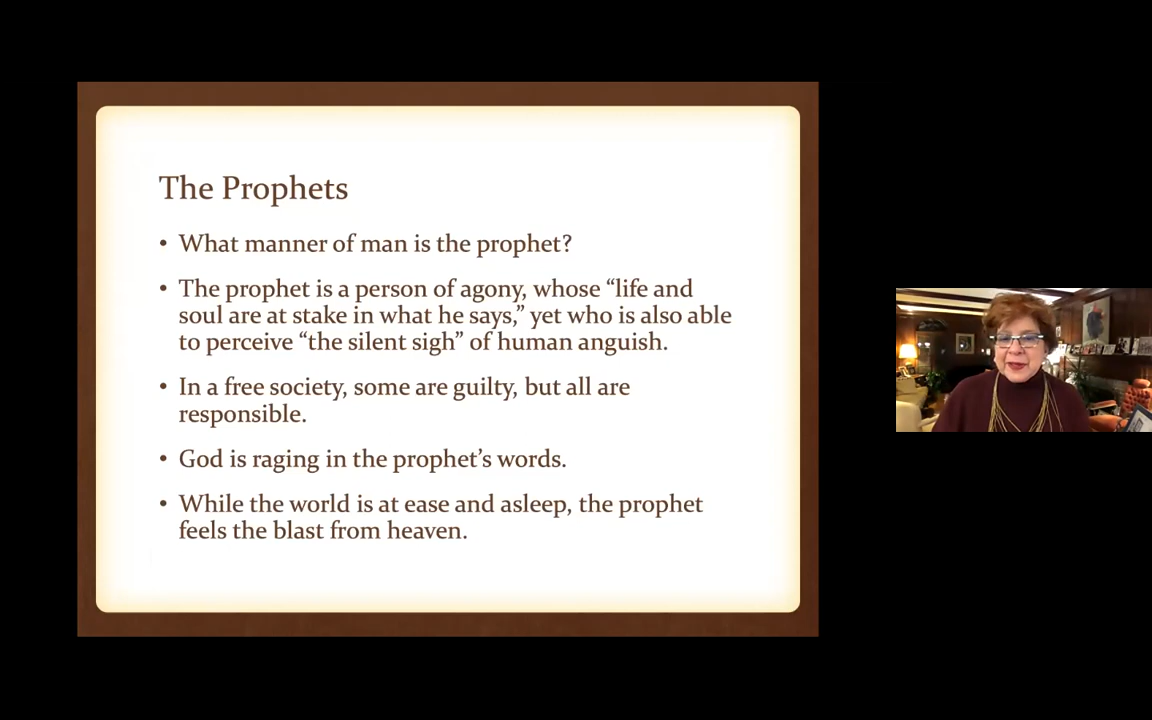 The Prophets
• What manner of man is the prophet?
• The prophet is a person of agony, whose “life and
soul are at stake in what he says,” yet who is also able
to perceive “the silent sigh” of human anguish.
• In a free society, some are guilty, but all are
responsible.
• God is raging in the prophet’s words.
• While the world is at ease and asleep, the prophet
feels the blast from heaven.